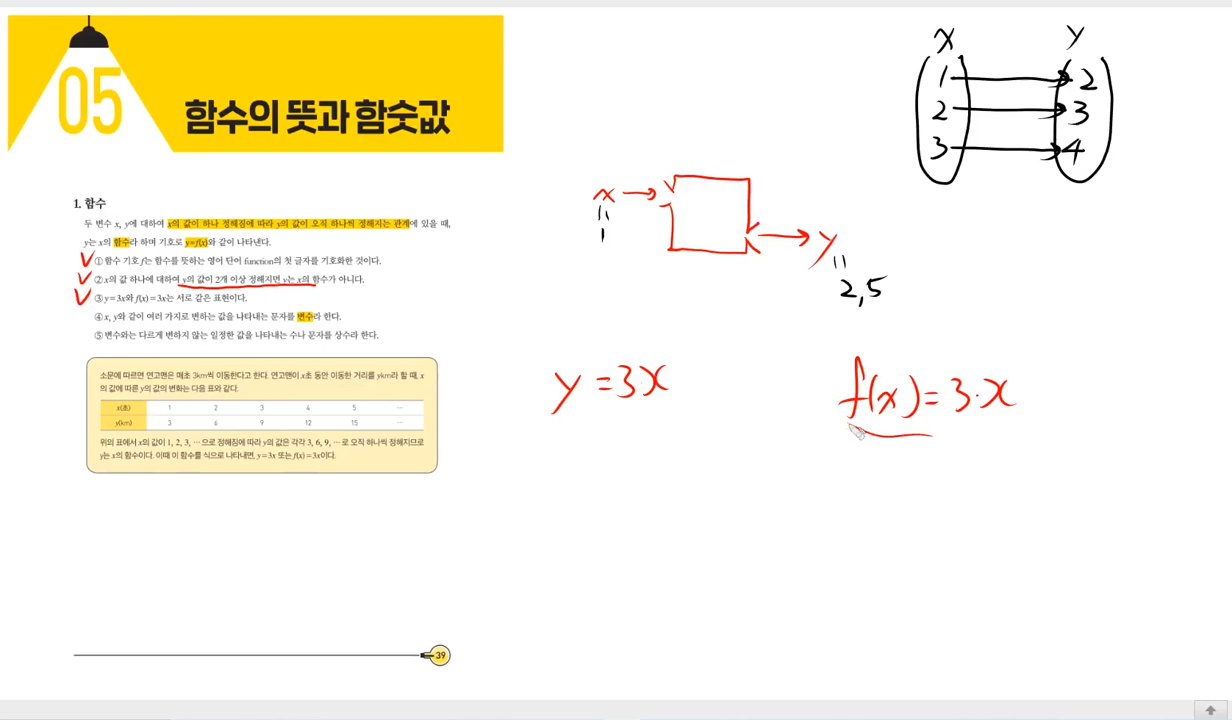 05
함수의 뜻과 함숫값
1. 함수
두 변수 x, y에 대하여 x의 값이 하나 정해짐에 따라 y의 값이 오직 하나씩 정해지는 관계에 있을 때,
y는 x의 함수라 하며 기호로 y=f(x)와 같이 나타낸다.
① 함수 기호 f는 함수를 뜻하는 영어 단어 function의 첫 글자를 기호화한 것이다.
② x의 값 하나에 대하여 y의 값이 2개 이상 정해지면 y는 x의 함수가 아니다.
③ y=3x와 f(x)=3x는 서로 같은 표현이다.
④ x, y와 같이 여러 가지로 변하는 값을 나타내는 문자를 변수라 한다.
⑤ 변수와는 다르게 변하지 않는 일정한 값을 나타내는 수나 문자를 상수라 한다.
소문에 따르면 연고맨은 매초 3km씩 이동한다고 한다. 연고맨이 x초 동안 이동한 거리를 ykm라 할 때, x
의 값에 따른 y의 값의 변화는 다음 표와 같다.
x(초) 1 2 3 4 5 ⋯
y(km) 3 6 9 12 15 ⋯
위의 표에서 x의 값이 1, 2, 3, ⋯으로 정해짐에 따라 y의 값은 각각 3, 6, 9, ⋯로 오직 하나씩 정해지므로
y는 x의 함수이다. 이때 이 함수를 식으로 나타내면, y=3x 또는 f(x)=3x이다.
39
x y
1 2
2 3
3 4
x
1
y
2,5
y=3x
f(x)=3·x